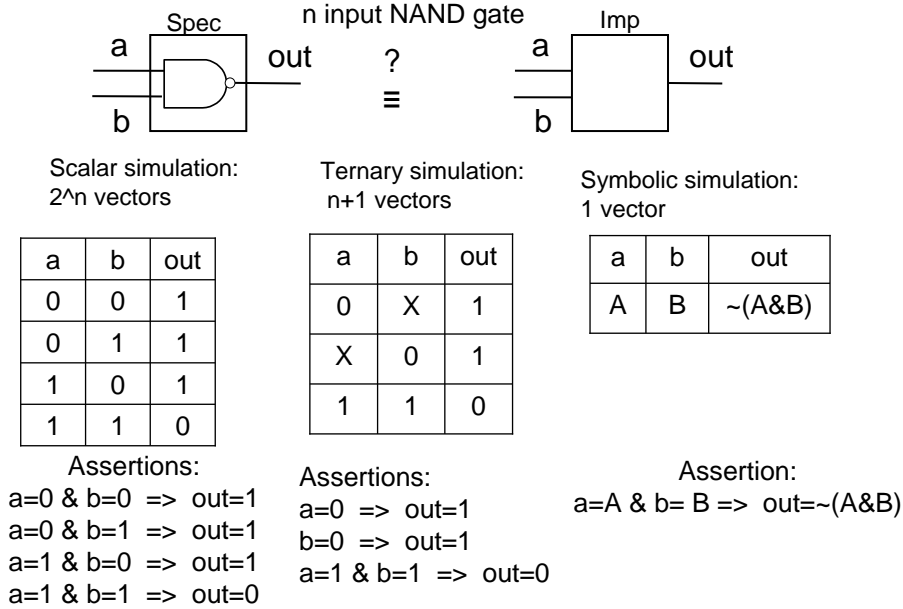 n input NAND gate
Spec
a
b
out
?
≡
Imp
a
b
out
Scalar simulation:
2^n vectors
a b out
0 0 1
0 1 1
1 0 1
1 1 0
Assertions:
a=0 & b=0 => out=1
a=0 & b=1 => out=1
a=1 & b=0 => out=1
a=1 & b=1 => out=0
Ternary simulation:
n+1 vectors
a b out
0 X 1
X 0 1
1 1 0
Assertions:
a=0 => out=1
b=0 => out=1
a=1 & b=1 => out=0
Symbolic simulation:
1 vector
a b out
A B ~(A&B)
Assertion:
a=A & b= B => out=~(A&B)